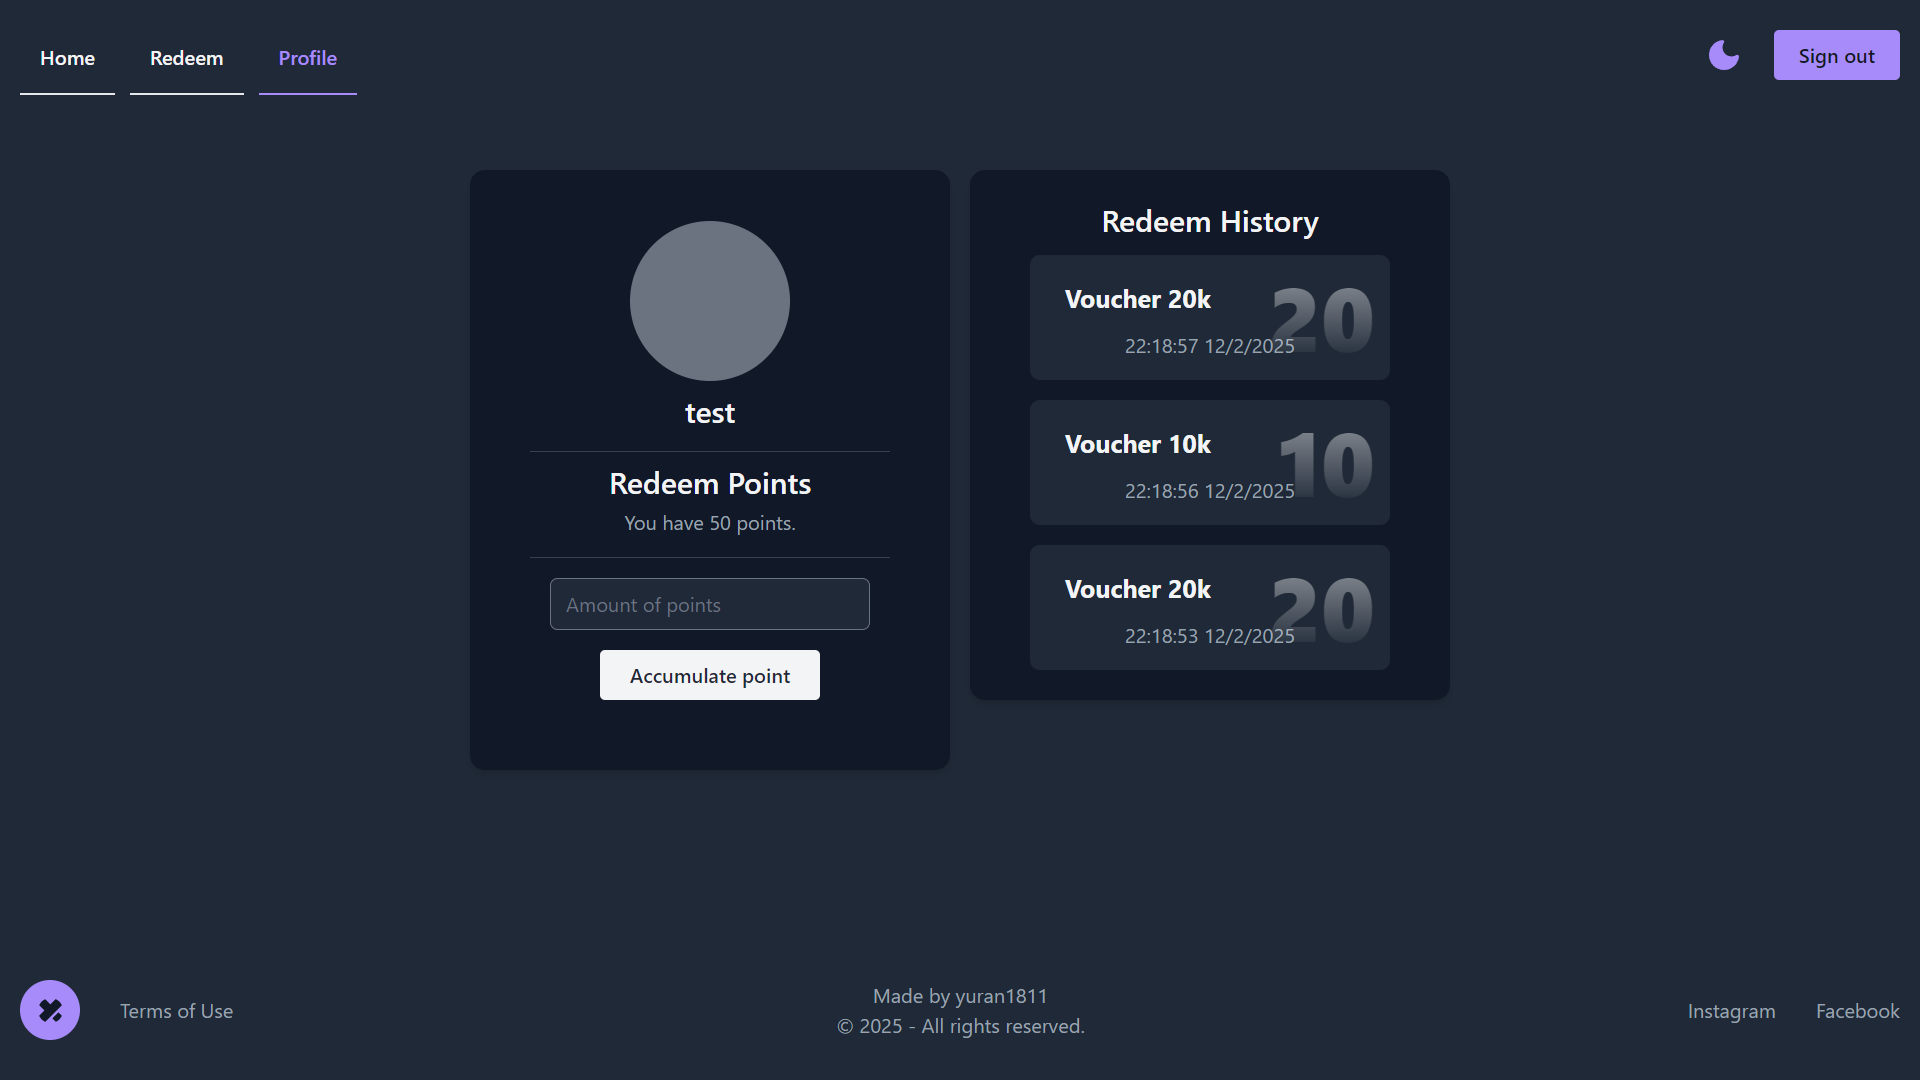 Home
Redeem
Profile
Sign out
test
Redeem Points
You have 50 points.
Amount of points
Accumulate point
Redeem History
Voucher 20k
20
22:18:57 12/2/2025
Voucher 10k
10
22:18:56 12/2/2025
Voucher 20k
20
22:18:53 12/2/2025
Terms of Use
Made by yuran1811
© 2025 - All rights reserved.
Instagram
Facebook